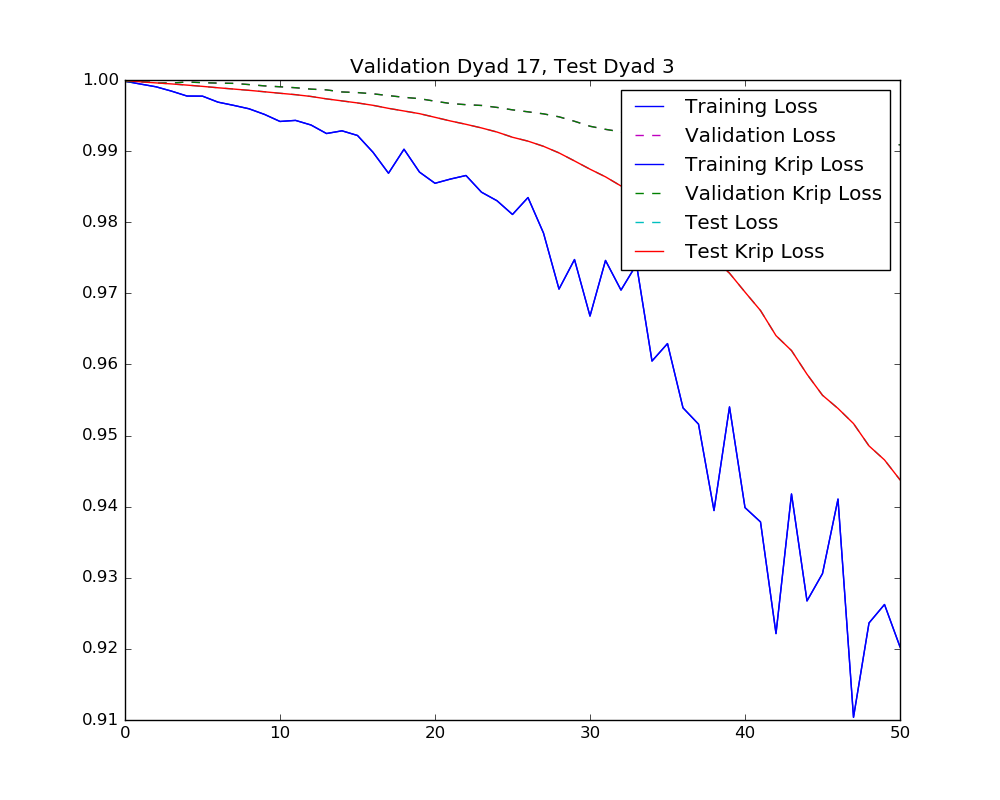 Validation Dyad 17, Test Dyad 3
1.00
0.99
0.98
0.97
0.96
0.95
0.94
0.93
0.92
0.91
Training Loss
Validation Loss
Training Krip Loss
Validation Krip Loss
Test Loss
Test Krip Loss
0 10 20 30 40 50